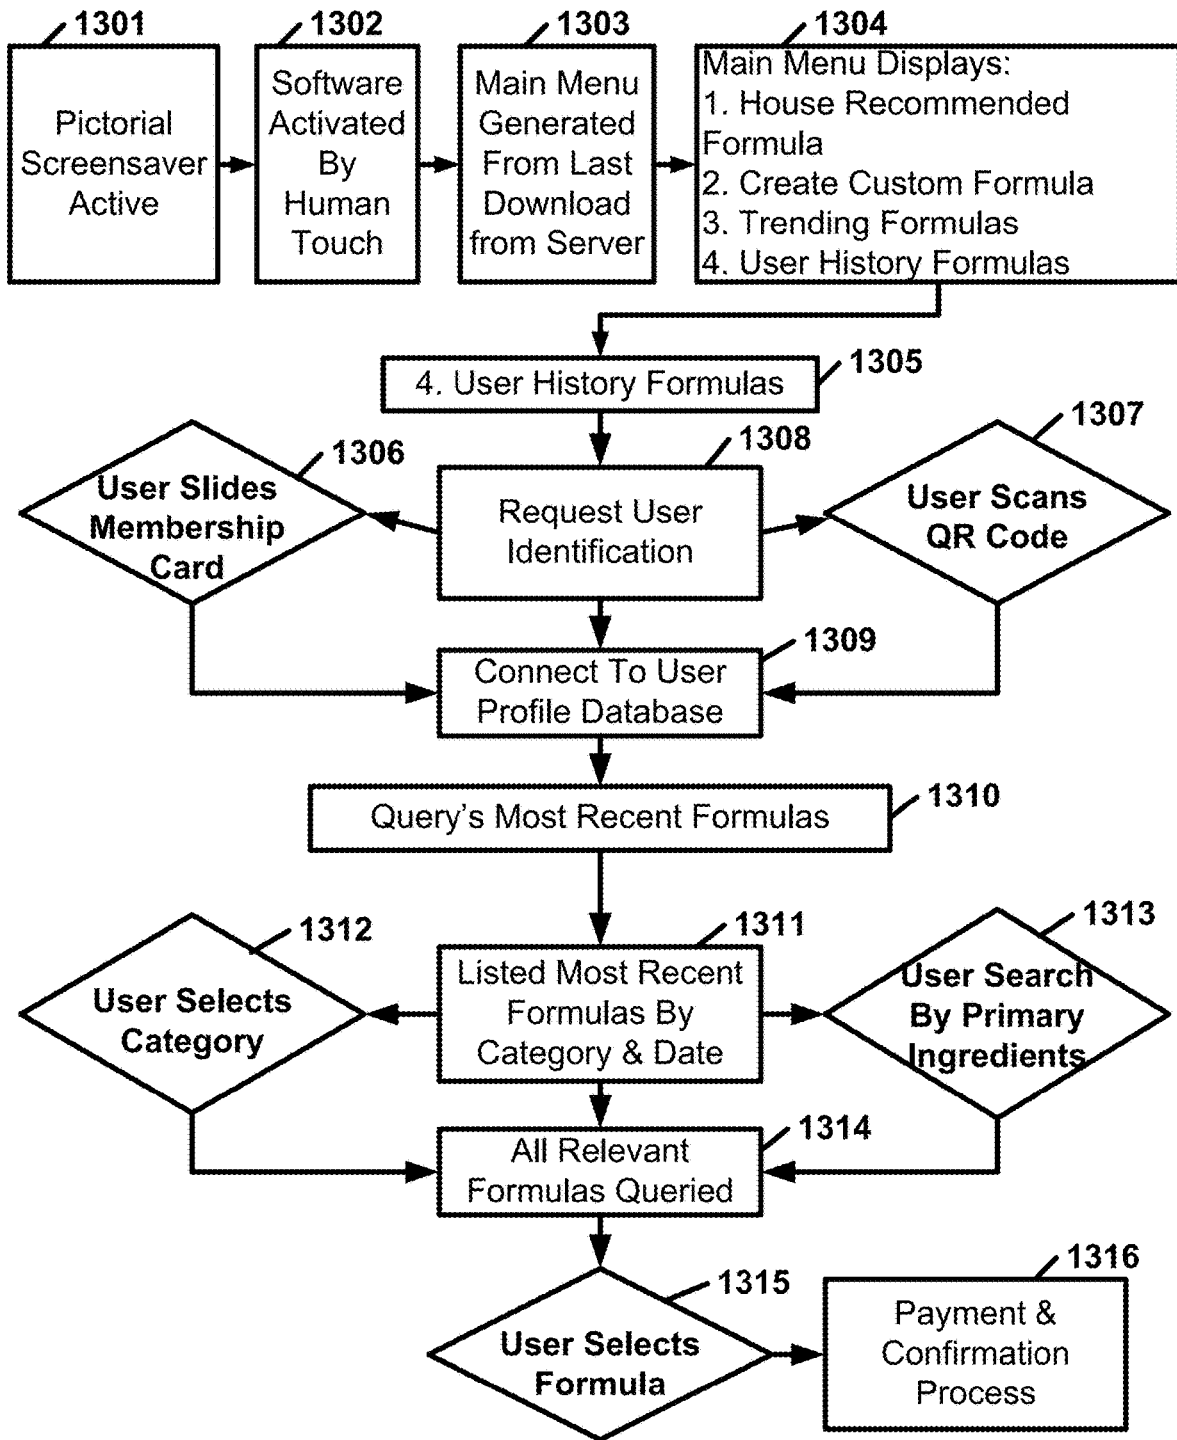 1301
Pictorial
Screensaver
Active
1302
Software
Activated
By
Human
Touch
1303
Main Menu
Generated
From Last
Download
from Server
1304
Main Menu Displays:
1. House Recommended
Formula
2. Create Custom Formula
3. Trending Formulas
4. User History Formulas
1305
4. User History Formulas
1306
User Slides
Membership
Card
1308
Request User
Identification
1307
User Scans
QR Code
1309
Connect To User
Profile Database
1310
Query's Most Recent Formulas
1312
User Selects
Category
1311
Listed Most Recent
Formulas By
Category & Date
1313
User Search
By Primary
Ingredients
1314
All Relevant
Formulas Queried
1315
User Selects
Formula
1316
Payment &
Confirmation
Process